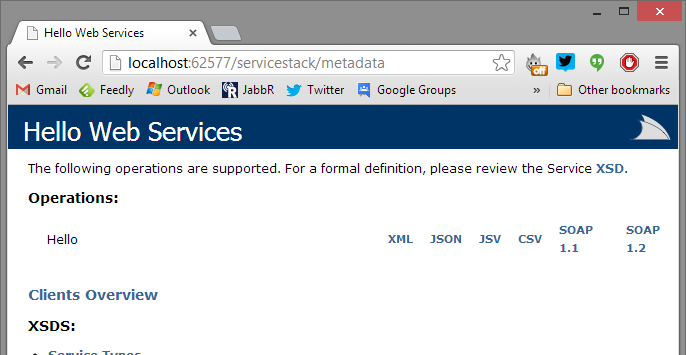 Hello Web Services
localhost:62577/servicestack/metadata
off
Gmail Feedly Outlook JabbR Twitter Google Groups » Other bookmarks
Hello Web Services
The following operations are supported. For a formal definition, please review the Service XSD.
Operations:
Hello XML JSON JSV CSV SOAP 1.1 SOAP 1.2
Clients Overview
XSDS:
Service Types